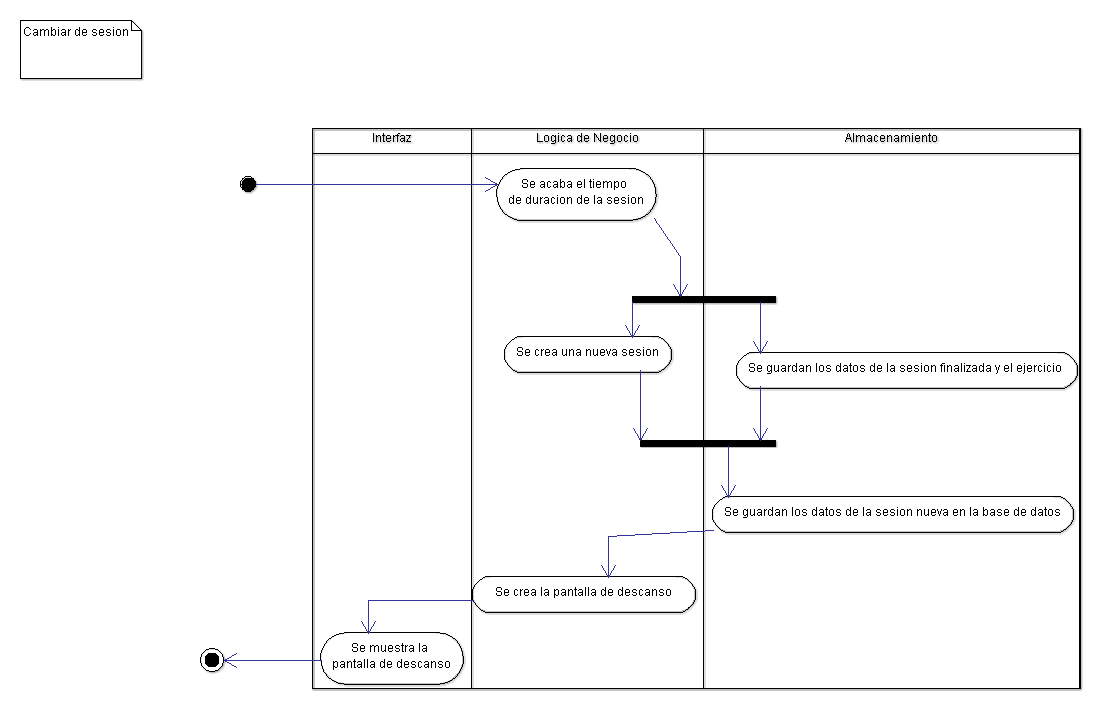 Cambiar de sesion
Interfaz
Logica de Negocio
Almacenamiento
Se acaba el tiempo
de duracion de la sesion
Se crea una nueva sesion
Se guardan los datos de la sesion finalizada y el ejercicio
Se guardan los datos de la sesion nueva en la base de datos
Se crea la pantalla de descanso
Se muestra la
pantalla de descanso